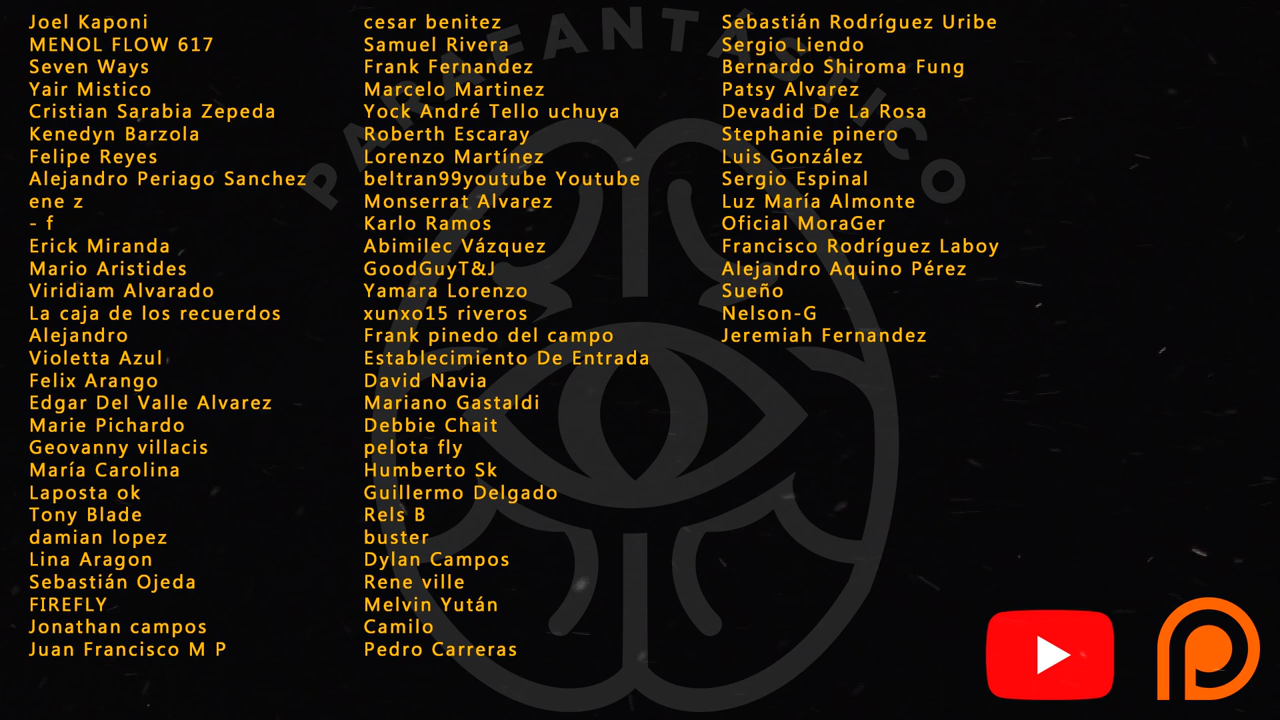 PARAFANTÁSTICO
Joel Kaponi
MENOL FLOW 617
Seven Ways
Yair Mistico
Cristian Sarabia Zepeda
Kenedyn Barzola
Felipe Reyes
Alejandro Periago Sanchez
ene z
- f
Erick Miranda
Mario Aristides
Viridiam Alvarado
La caja de los recuerdos
Alejandro
Violetta Azul
Felix Arango
Edgar Del Valle Alvarez
Marie Pichardo
Geovanny villacis
María Carolina
Laposta ok
Tony Blade
damian lopez
Lina Aragon
Sebastián Ojeda
FIREFLY
Jonathan campos
Juan Francisco M P
cesar benitez
Samuel Rivera
Frank Fernandez
Marcelo Martinez
Yock André Tello uchuya
Roberth Escaray
Lorenzo Martínez
beltran99youtube Youtube
Monserrat Alvarez
Karlo Ramos
Abimilec Vázquez
GoodGuyT&J
Yamara Lorenzo
xunxo15 riveros
Frank pinedo del campo
Establecimiento De Entrada
David Navia
Mariano Gastaldi
Debbie Chait
pelota fly
Humberto Sk
Guillermo Delgado
Rels B
buster
Dylan Campos
Rene ville
Melvin Yután
Camilo
Pedro Carreras
Sebastián Rodríguez Uribe
Sergio Liendo
Bernardo Shiroma Fung
Patsy Alvarez
Devadid De La Rosa
Stephanie pinero
Luis González
Sergio Espinal
Luz María Almonte
Oficial MoraGer
Francisco Rodríguez Laboy
Alejandro Aquino Pérez
Sueño
Nelson-G
Jeremiah Fernandez